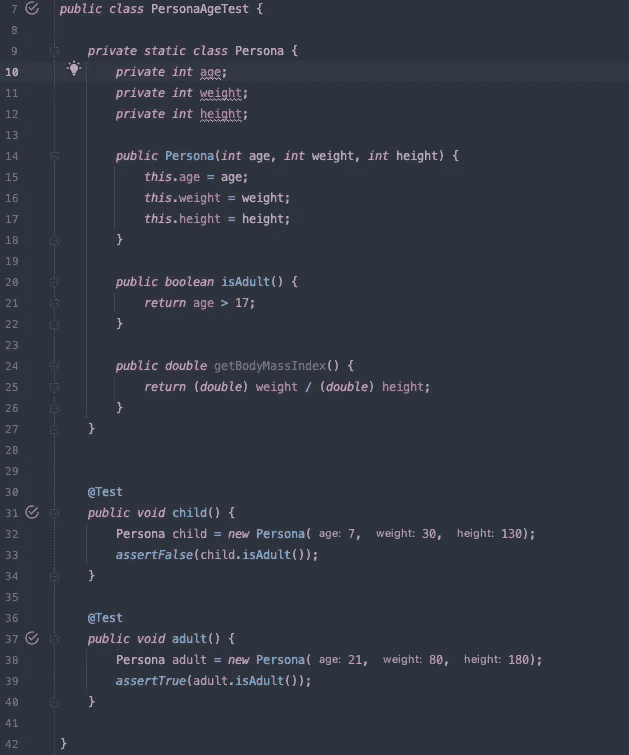 7 public class PersonaAgeTest {
8
9 private static class Persona {
10 private int age;
11 private int weight;
12 private int height;
13
14 public Persona(int age, int weight, int height) {
15 this.age = age;
16 this.weight = weight;
17 this.height = height;
18 }
19
20 public boolean isAdult() {
21 return age > 17;
22 }
23
24 public double getBodyMassIndex() {
25 return (double) weight / (double) height;
26 }
27 }
28
29
30 @Test
31 public void child() {
32 Persona child = new Persona( age: 7, weight: 30, height: 130);
33 assertFalse(child.isAdult());
34 }
35
36 @Test
37 public void adult() {
38 Persona adult = new Persona( age: 21, weight: 80, height: 180);
39 assertTrue(adult.isAdult());
40 }
41
42 }